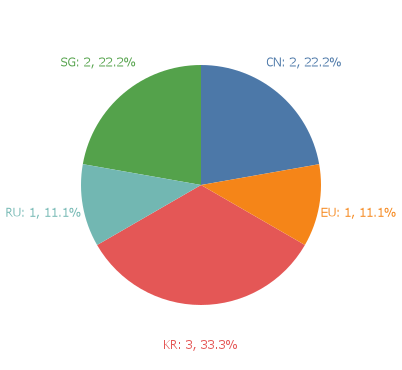 SG: 2, 22.2%
CN: 2, 22.2%
RU: 1, 11.1%
EU: 1, 11.1%
KR: 3, 33.3%